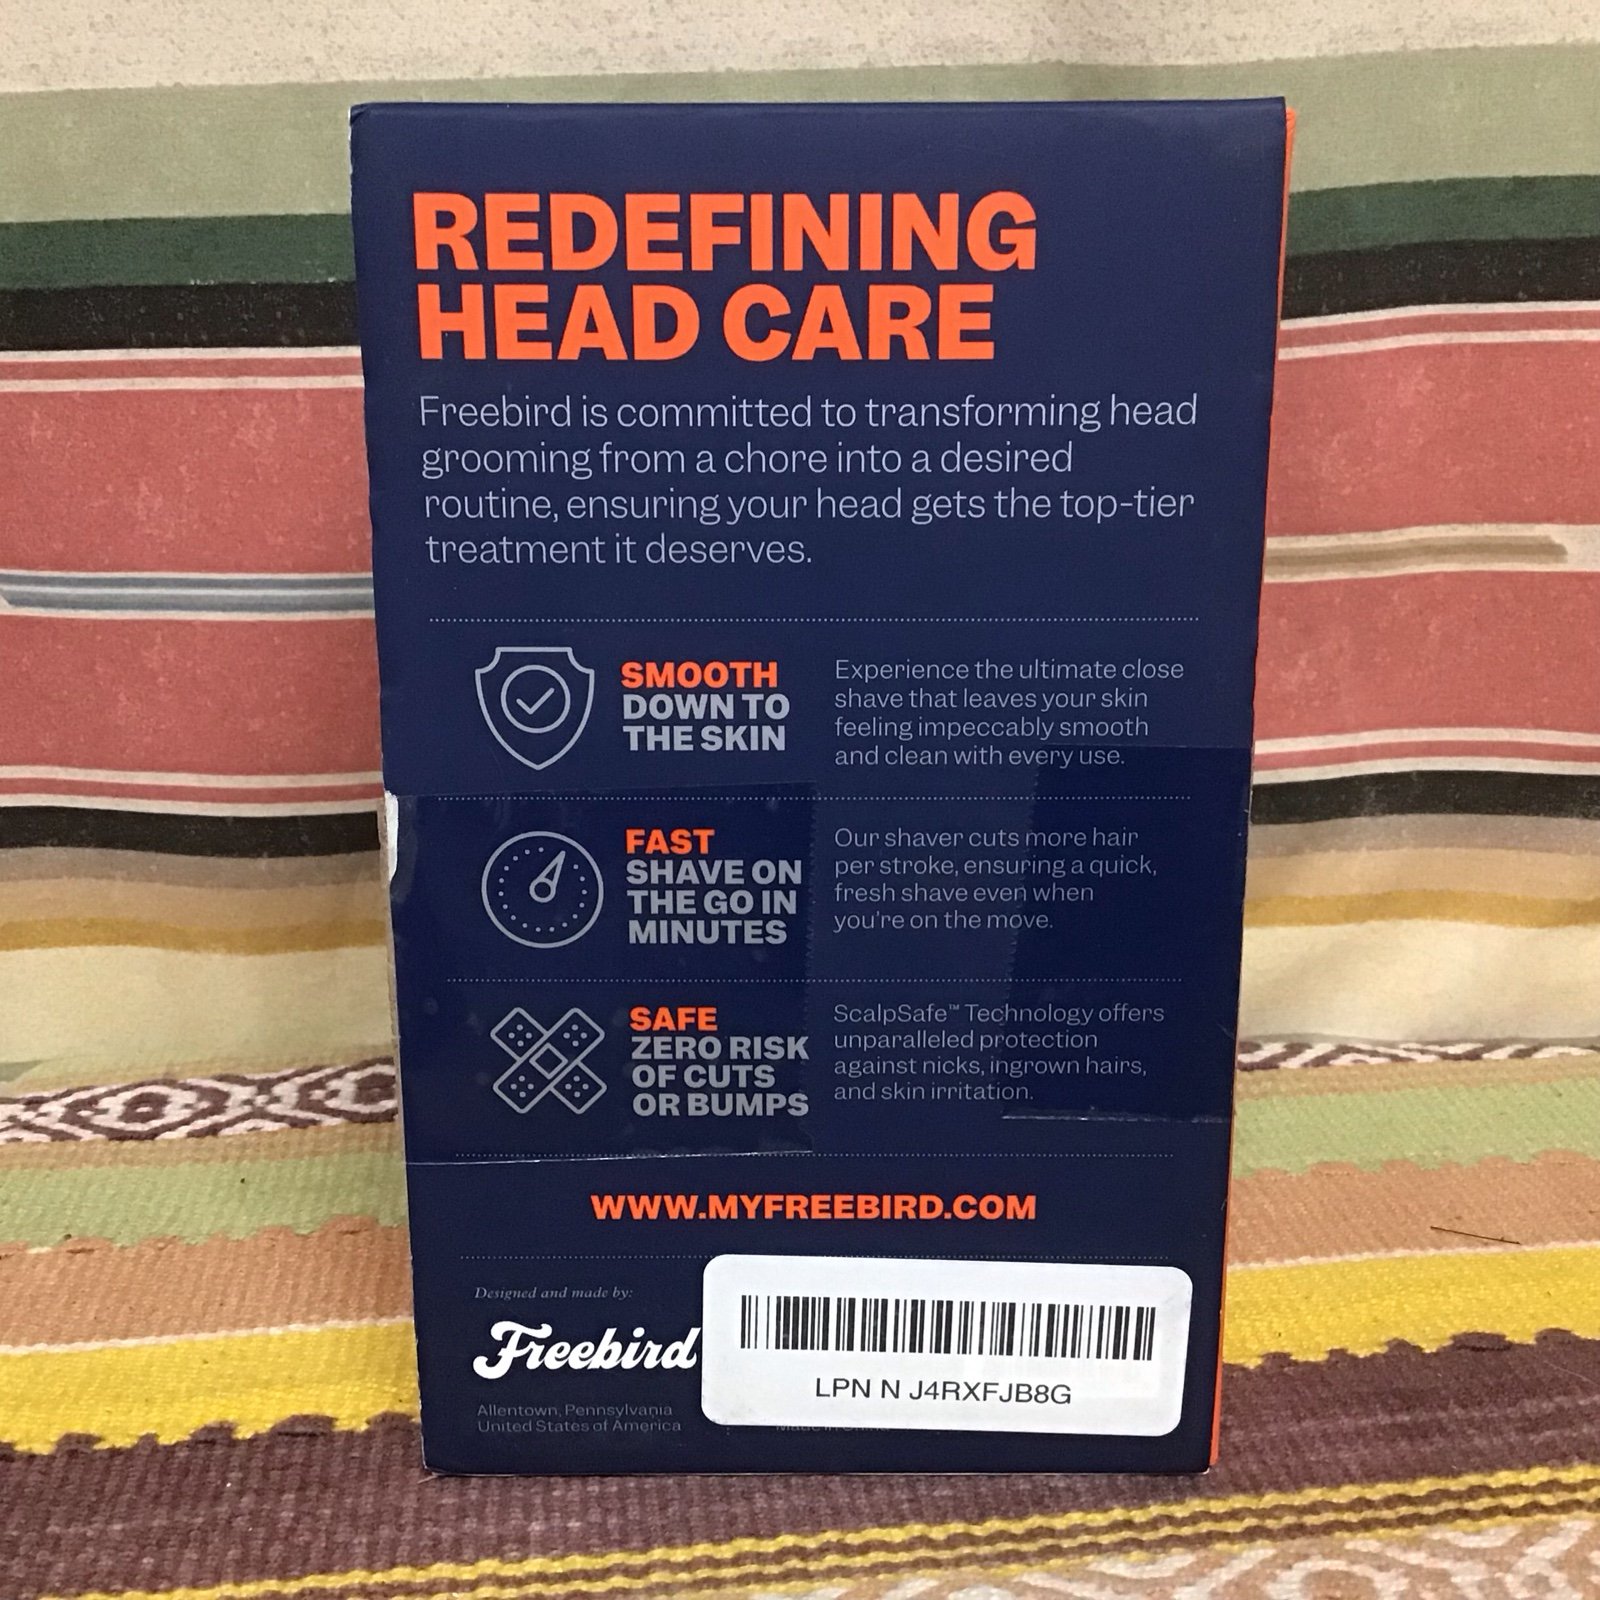 REDEFINING
HEAD CARE
Freebird is committed to transforming head
grooming from a chore into a desired
routine, ensuring your head gets the top-tier
treatment it deserves.
SMOOTH
DOWN TO
THE SKIN
Experience the ultimate close
shave that leaves your skin
feeling impeccably smooth
and clean with every use.
FAST
SHAVE ON
THE GO IN
MINUTES
Our shaver cuts more hair
per stroke, ensuring a quick,
fresh shave even when
you're on the move.
SAFE
ZERO RISK
OF CUTS
OR BUMPS
ScalpSafe™ Technology offers
unparalleled protection
against nicks, ingrown hairs,
and skin irritation.
WWW.MYFREEBIRD.COM
Designed and made by:
Freebird
Allentown, Pennsylvania
United States of America
LPN N J4RXFJB8G